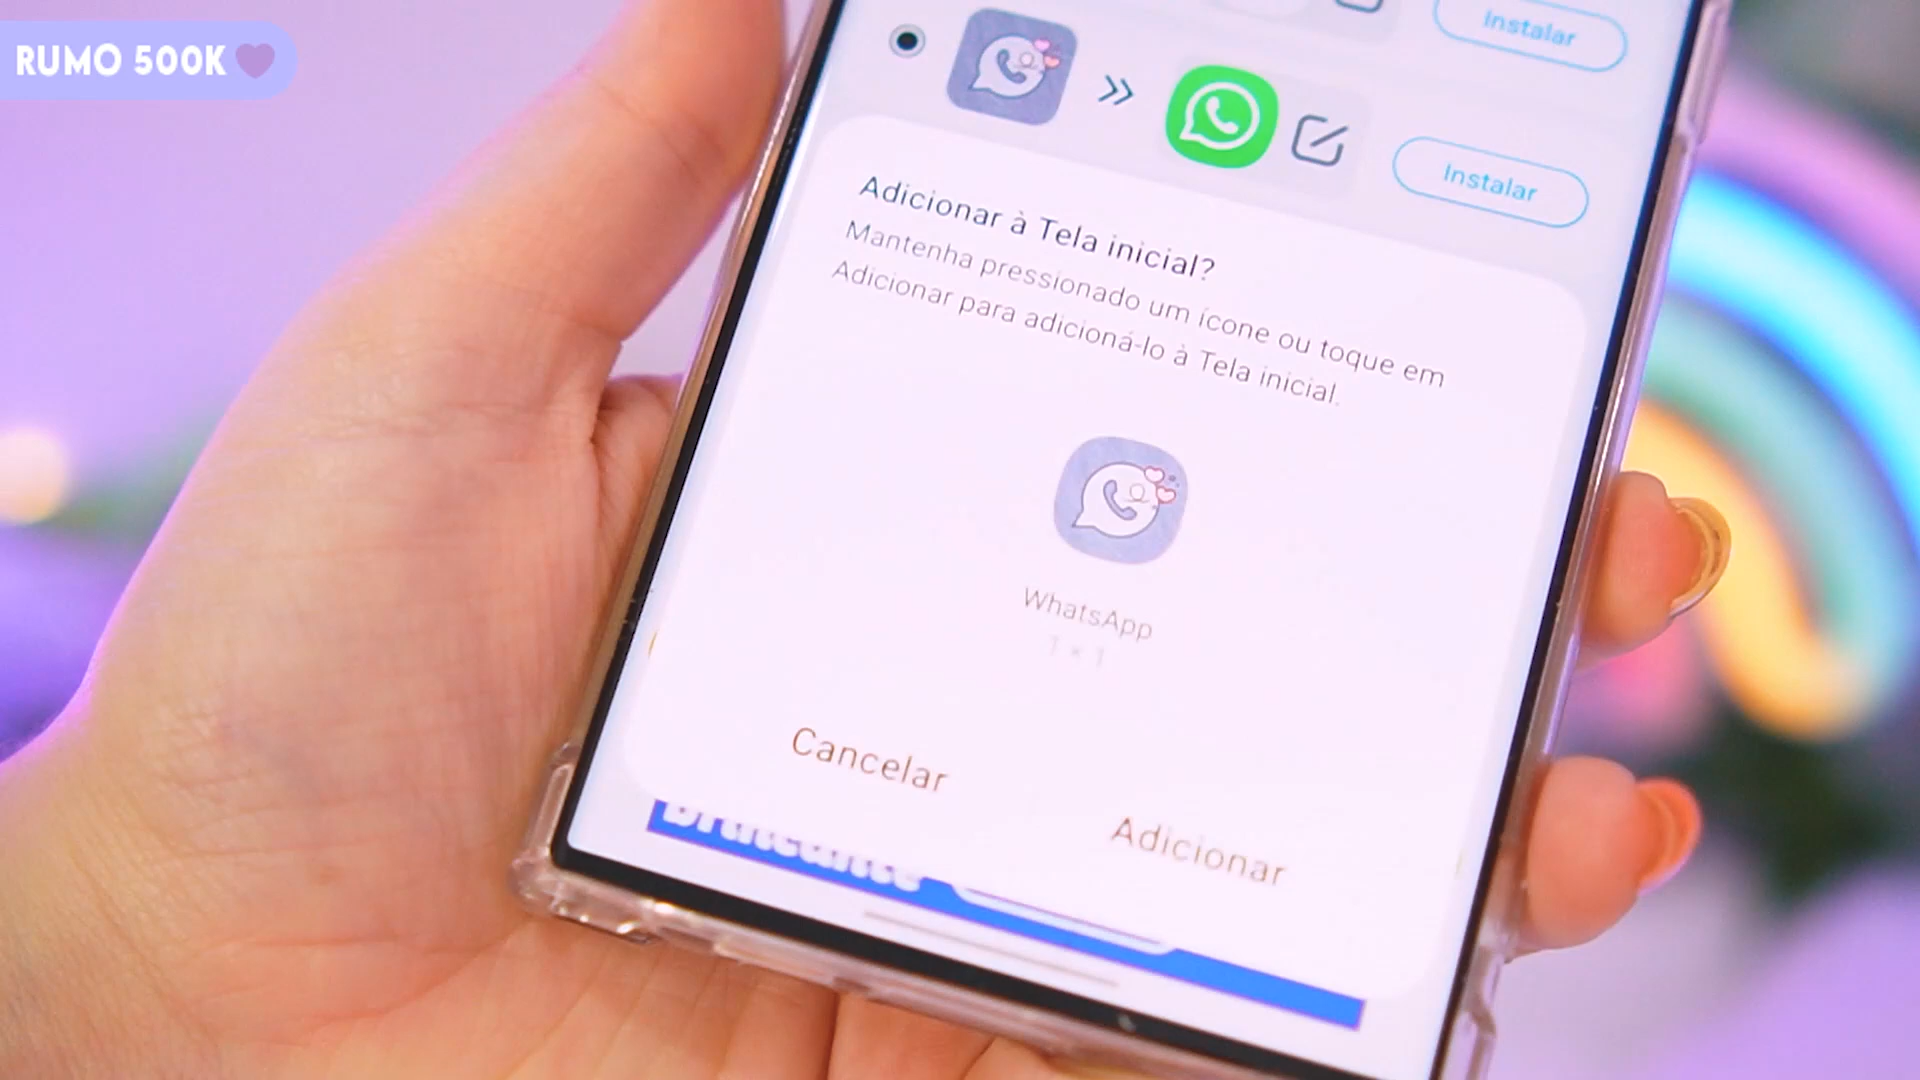 RUMO 500K
Instalar
Instalar
Adicionar à Tela inicial?
Mantenha pressionado um ícone ou toque em
Adicionar para adicioná-lo à Tela inicial.
WhatsApp
1 × 1
Cancelar
Adicionar